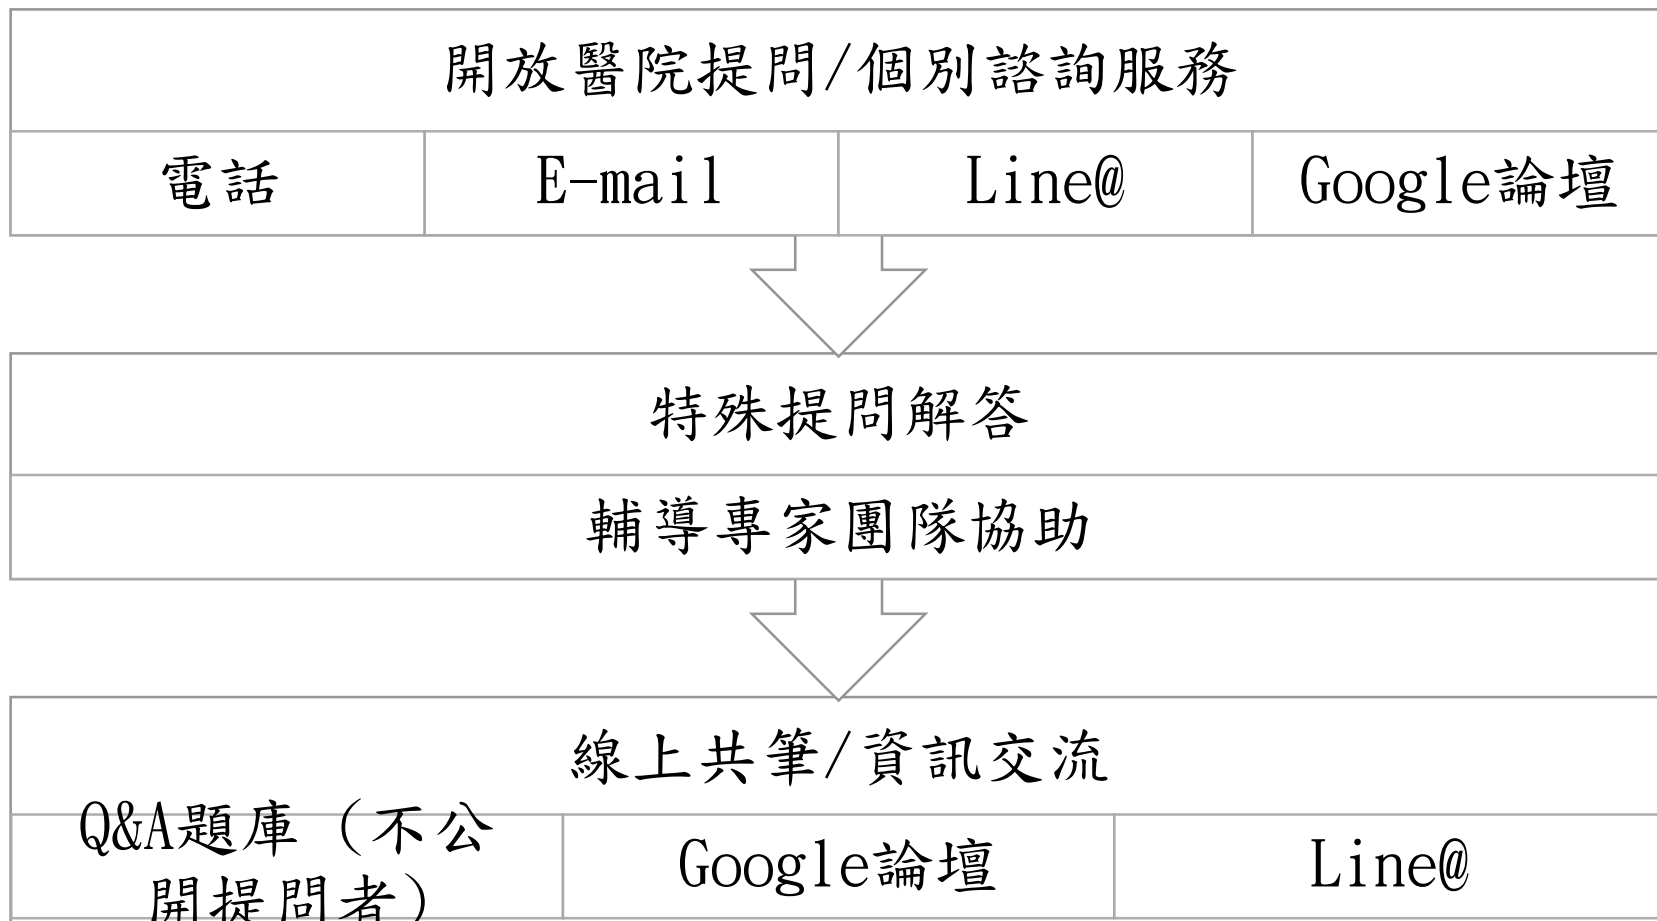 開放醫院提問/個別諮詢服務
電話
E-mail
Line@
Google論壇
特殊提問解答
輔導專家團隊協助
線上共筆/資訊交流
Q&A題庫（不公
開提問者）
Google論壇
Line@